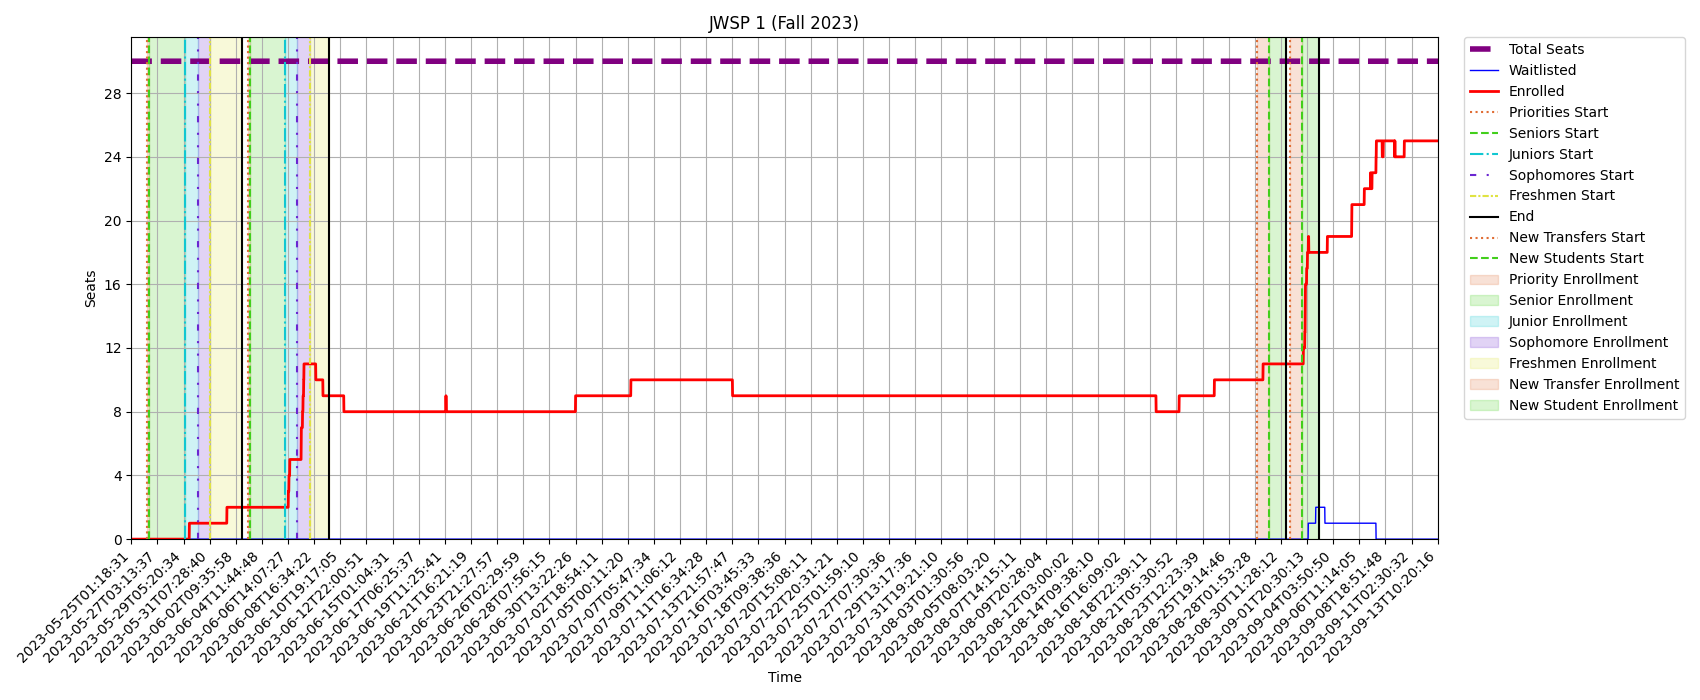 JWSP 1 (Fall 2023)
Seats
28
24
20
16
12
8
4
0
2023-05-25T01:18:31
2023-05-27T03:13:37
2023-05-29T05:20:34
2023-05-31T07:28:40
2023-06-02T09:35:58
2023-06-04T11:44:48
2023-06-06T14:07:27
2023-06-08T16:34:22
2023-06-10T19:17:05
2023-06-12T22:00:51
2023-06-15T01:04:31
2023-06-17T06:25:37
2023-06-19T11:25:41
2023-06-21T16:21:19
2023-06-23T21:27:57
2023-06-26T02:29:59
2023-06-28T07:56:15
2023-06-30T13:22:26
2023-07-02T18:54:11
2023-07-05T00:11:20
2023-07-07T05:47:34
2023-07-09T11:06:12
2023-07-11T16:34:28
2023-07-13T21:57:47
2023-07-16T03:45:33
2023-07-18T09:38:36
2023-07-20T15:08:11
2023-07-22T20:31:21
2023-07-25T01:59:10
2023-07-27T07:30:36
2023-07-29T13:17:36
2023-07-31T19:21:10
2023-08-03T01:30:56
2023-08-05T08:03:20
2023-08-07T14:15:11
2023-08-09T20:28:04
2023-08-12T03:00:02
2023-08-14T09:38:10
2023-08-16T16:09:02
2023-08-18T22:39:11
2023-08-21T05:30:52
2023-08-23T12:23:39
2023-08-25T19:14:46
2023-08-28T01:53:28
2023-08-30T11:28:12
2023-09-01T20:30:13
2023-09-04T03:50:50
2023-09-06T11:14:05
2023-09-08T18:51:48
2023-09-11T02:30:32
2023-09-13T10:20:16
Time
Total Seats
Waitlisted
Enrolled
Priorities Start
Seniors Start
Juniors Start
Sophomores Start
Freshmen Start
End
New Transfers Start
New Students Start
Priority Enrollment
Senior Enrollment
Junior Enrollment
Sophomore Enrollment
Freshmen Enrollment
New Transfer Enrollment
New Student Enrollment